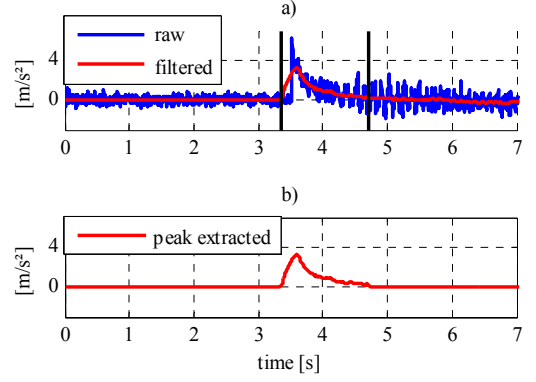 a)
raw
filtered
[m/s²]
4
0
0 1 2 3 4 5 6 7
b)
peak extracted
[m/s²]
4
0
0 1 2 3 4 5 6 7
time [s]